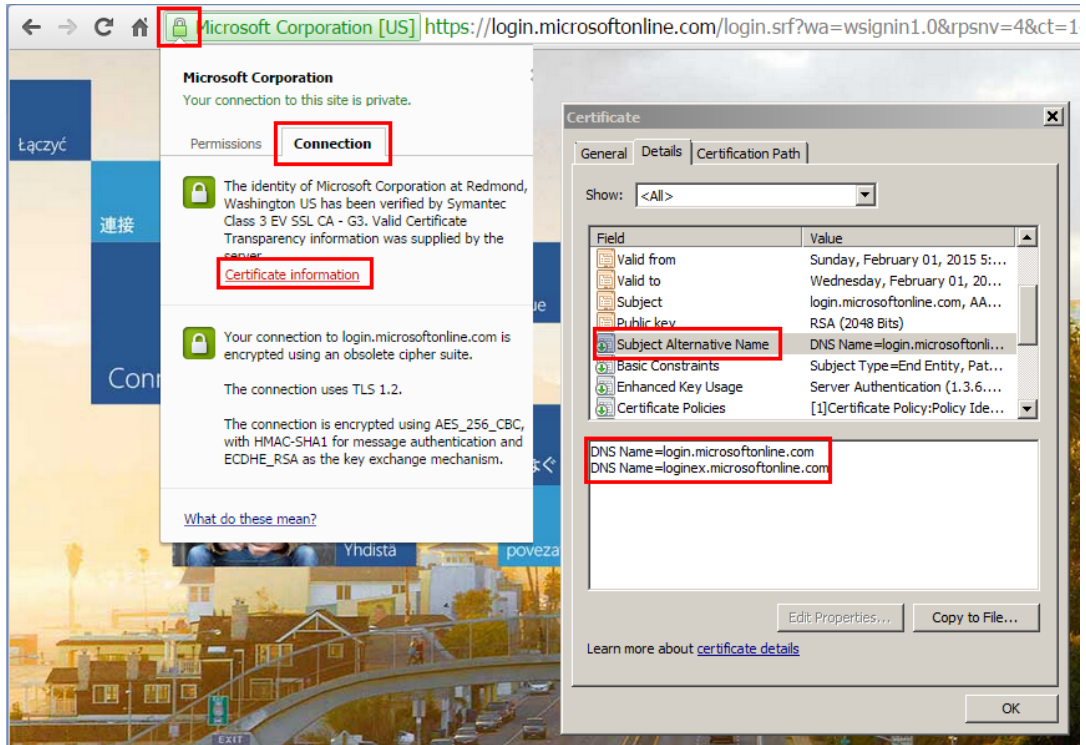 Microsoft Corporation [US] https://login.microsoftonline.com/login.srf?wa=wsignin1.0&rpsnv=4&ct=1
Microsoft Corporation
Your connection to this site is private.
Permissions Connection
The identity of Microsoft Corporation at Redmond,
Washington US has been verified by Symantec
Class 3 EV SSL CA - G3. Valid Certificate
Transparency information was supplied by the
server.
Certificate information
Your connection to login.microsoftonline.com is
encrypted using an obsolete cipher suite.
The connection uses TLS 1.2.
The connection is encrypted using AES_256_CBC,
with HMAC-SHA1 for message authentication and
ECDHE_RSA as the key exchange mechanism.
What do these mean?
Łączyć
連接
Conn
ue
ぐ
Yhdistä
poveza
EXIT
Certificate
General Details Certification Path
Show: <All>
Field Value
Valid from Sunday, February 01, 2015 5:...
Valid to Wednesday, February 01, 20...
Subject login.microsoftonline.com, AA...
Public key RSA (2048 Bits)
Subject Alternative Name DNS Name=login.microsoftonli...
Basic Constraints Subject Type=End Entity, Pat...
Enhanced Key Usage Server Authentication (1.3.6....
Certificate Policies [1]Certificate Policy:Policy Ide...
DNS Name=login.microsoftonline.com
DNS Name=loginex.microsoftonline.com
Edit Properties... Copy to File...
Learn more about certificate details
OK